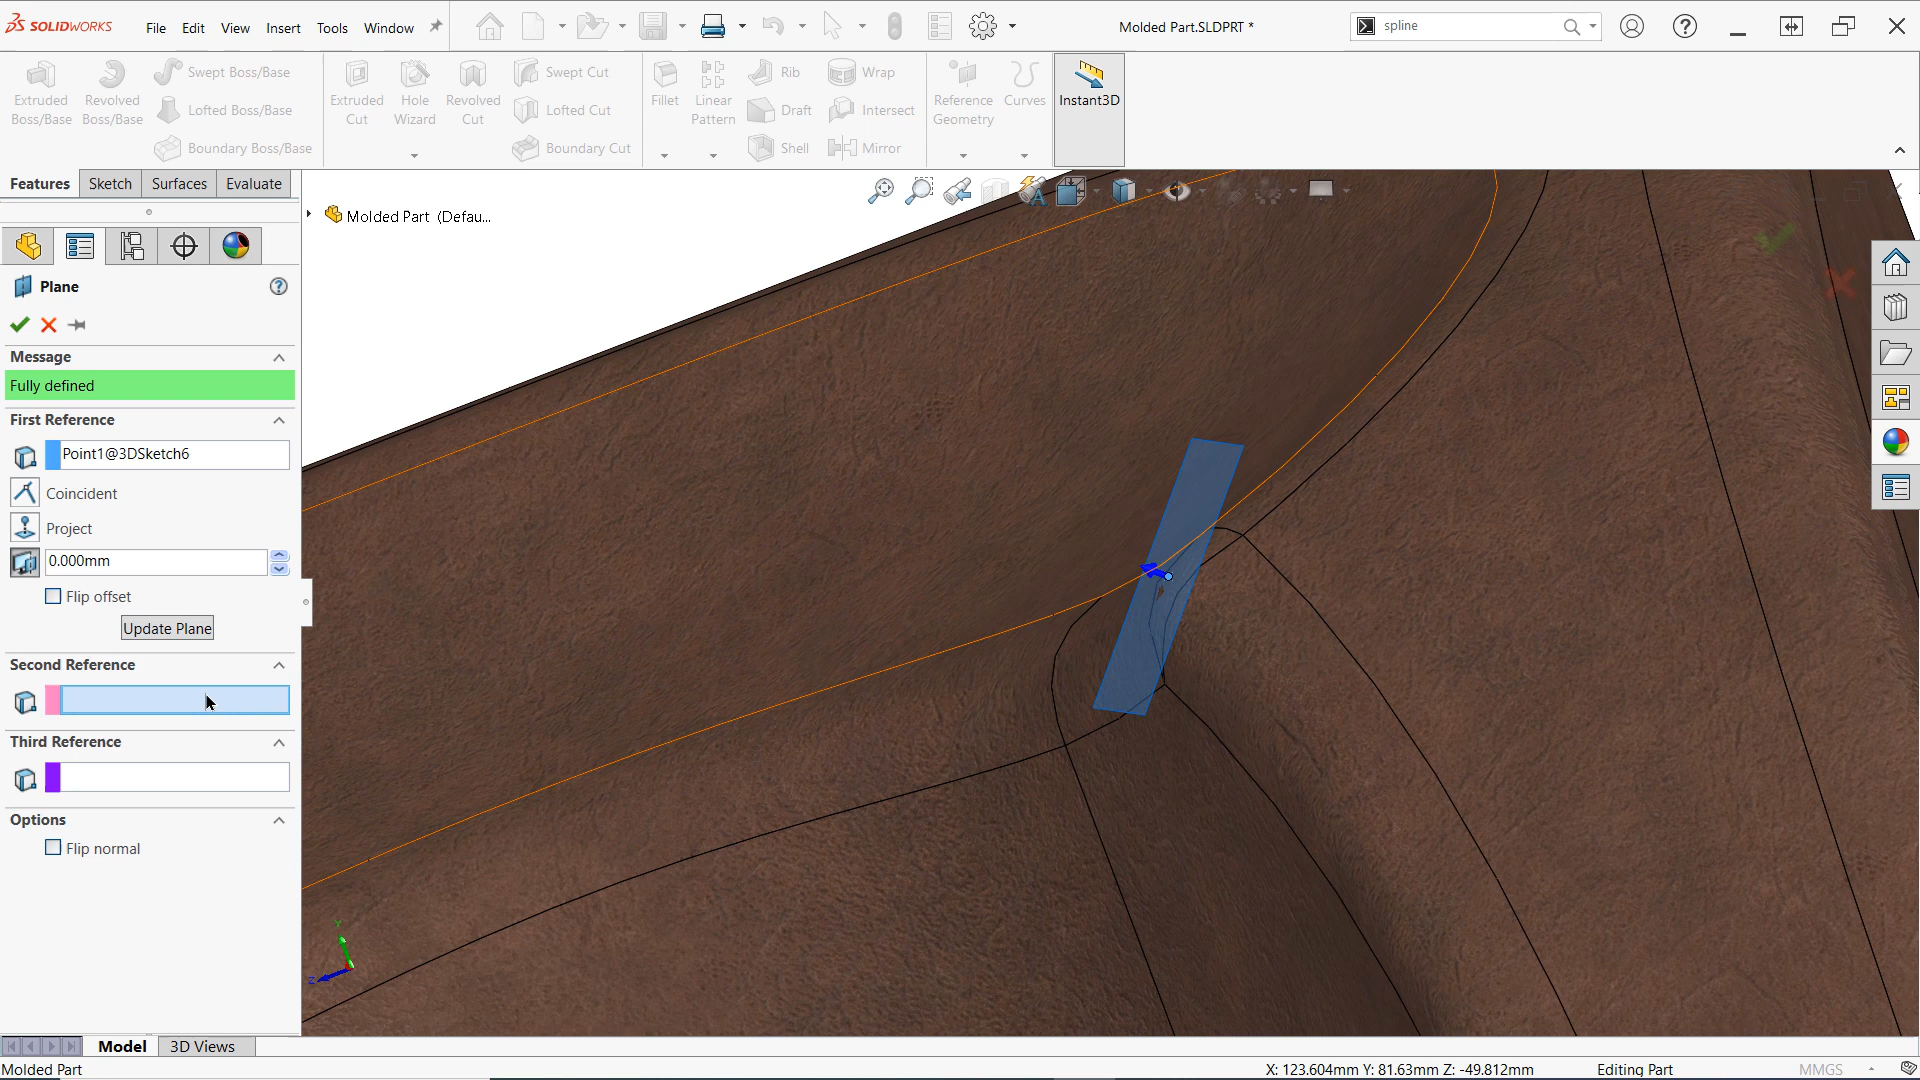 SOLIDWORKS File Edit View Insert Tools Window Molded Part.SLDPRT * spline
Extruded Boss/Base
Revolved Boss/Base
Swept Boss/Base
Lofted Boss/Base
Boundary Boss/Base
Extruded Cut
Hole Wizard
Revolved Cut
Swept Cut
Lofted Cut
Boundary Cut
Fillet
Linear Pattern
Rib
Draft
Shell
Wrap
Intersect
Mirror
Reference Geometry
Curves
Instant3D
Features Sketch Surfaces Evaluate
Molded Part (Defau...
Plane
Message
Fully defined
First Reference
Point1@3DSketch6
Coincident
Project
0.000mm
Flip offset
Update Plane
Second Reference
Third Reference
Options
Flip normal
Y
Z
Model 3D Views
Molded Part X: 123.604mm Y: 81.63mm Z: -49.812mm Editing Part MMGS